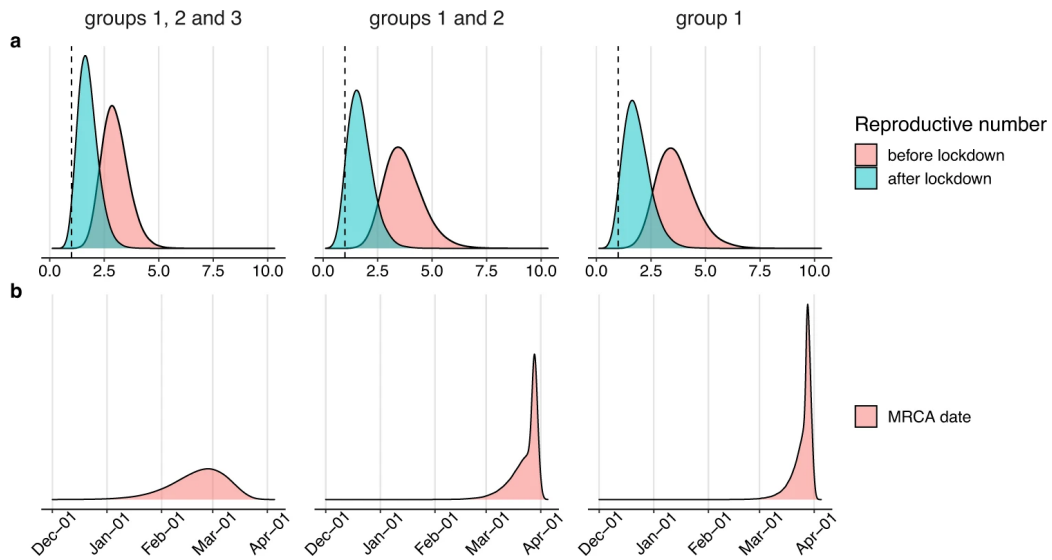 groups 1, 2 and 3
groups 1 and 2
group 1
a
0.0 2.5 5.0 7.5 10.0
0.0 2.5 5.0 7.5 10.0
0.0 2.5 5.0 7.5 10.0
Reproductive number
before lockdown
after lockdown
b
Dec–01 Jan–01 Feb–01 Mar–01 Apr–01
Dec–01 Jan–01 Feb–01 Mar–01 Apr–01
Dec–01 Jan–01 Feb–01 Mar–01 Apr–01
MRCA date